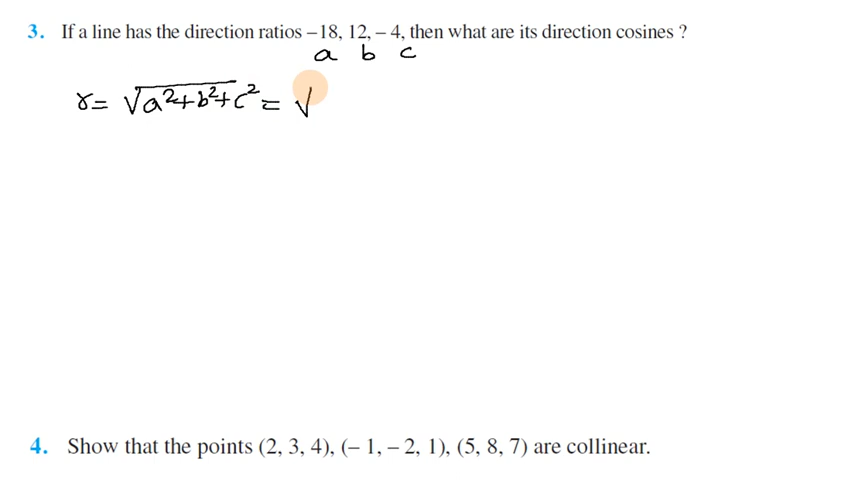 3. If a line has the direction ratios –18, 12, – 4, then what are its direction cosines ?
a b c
r= √a²+b²+c² = √
4. Show that the points (2, 3, 4), (– 1, – 2, 1), (5, 8, 7) are collinear.